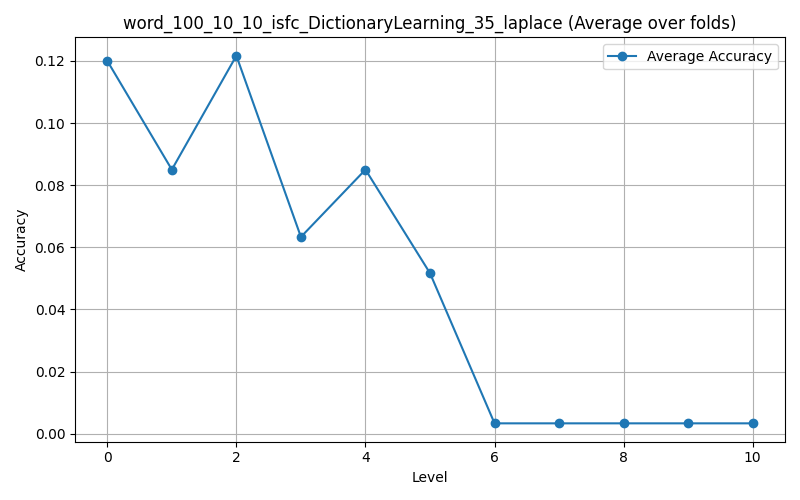 word_100_10_10_isfc_DictionaryLearning_35_laplace (Average over folds)
Average Accuracy
Accuracy
0.12
0.10
0.08
0.06
0.04
0.02
0.00
0 2 4 6 8 10
Level